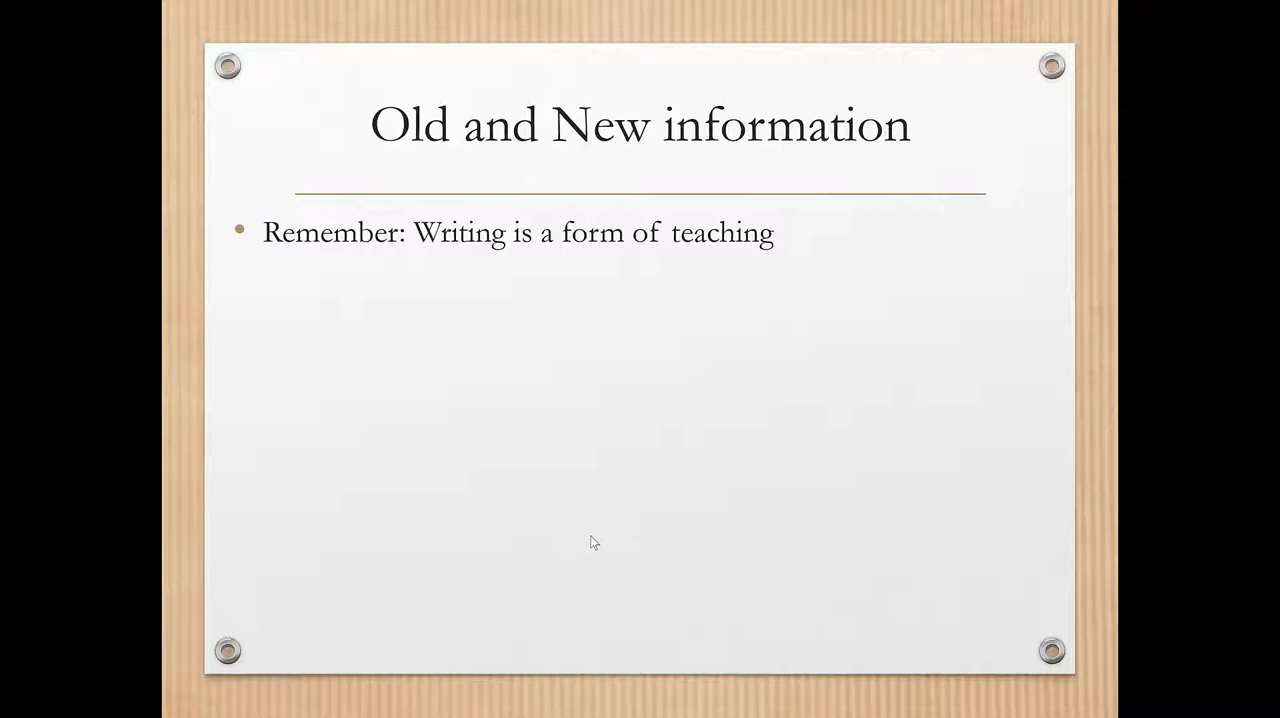 Old and New information
Remember: Writing is a form of teaching